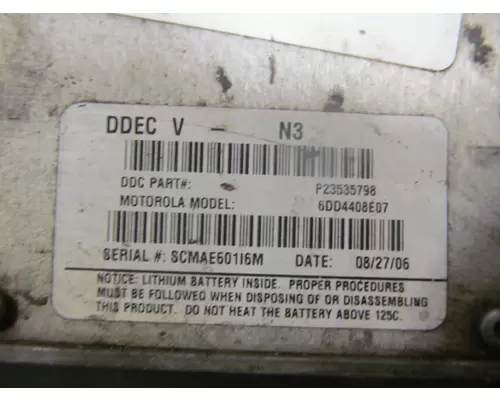 DDEC V - N3
DDC PART#: P23535798
MOTOROLA MODEL: 6DD4408E07
SERIAL #: SCMAE601I6M DATE: 08/27/06
NOTICE: LITHIUM BATTERY INSIDE. PROPER PROCEDURES
MUST BE FOLLOWED WHEN DISPOSING OF OR DISASSEMBLING
THIS PRODUCT. DO NOT HEAT THE BATTERY ABOVE 125C.